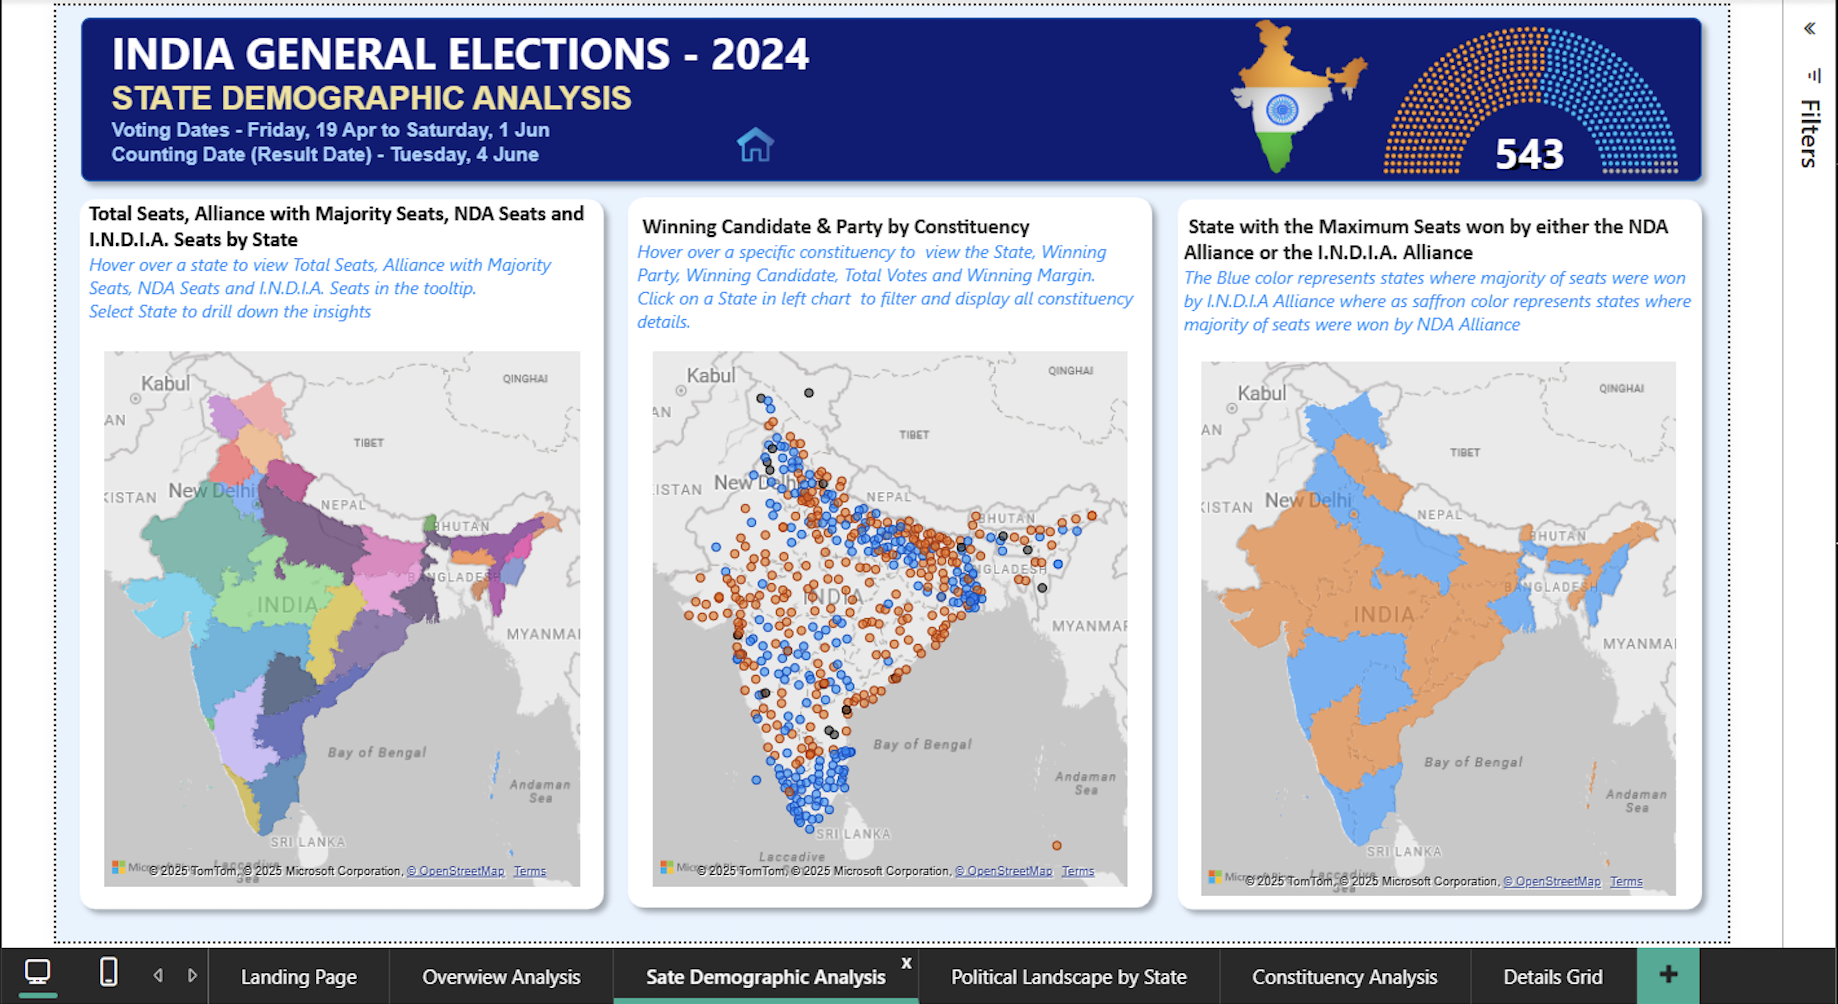 INDIA GENERAL ELECTIONS - 2024
STATE DEMOGRAPHIC ANALYSIS
Voting Dates - Friday, 19 Apr to Saturday, 1 Jun
Counting Date (Result Date) - Tuesday, 4 June
543
Filters
Total Seats, Alliance with Majority Seats, NDA Seats and
I.N.D.I.A. Seats by State
Hover over a state to view Total Seats, Alliance with Majority
Seats, NDA Seats and I.N.D.I.A. Seats in the tooltip.
Select State to drill down the insights
Kabul
QINGHAI
AN
TIBET
KISTAN
New Delhi
NEPAL
BHUTAN
BANGLADESH
INDIA
MYANMAR
Bay of Bengal
Andaman
Sea
SRI LANKA
Laccadive
Sea
© 2025 TomTom, © 2025 Microsoft Corporation, © OpenStreetMap Terms
Winning Candidate & Party by Constituency
Hover over a specific constituency to  view the State, Winning
Party, Winning Candidate, Total Votes and Winning Margin.
Click on a State in left chart  to filter and display all constituency
details.
Kabul
QINGHAI
AN
TIBET
ISTAN
New Delhi
NEPAL
BHUTAN
NGLADESH
INDIA
MYANMAR
Bay of Bengal
Andaman
Sea
SRI LANKA
Laccadive
© 2025 TomTom, © 2025 Microsoft Corporation, © OpenStreetMap Terms
State with the Maximum Seats won by either the NDA
Alliance or the I.N.D.I.A. Alliance
The Blue color represents states where majority of seats were won
by I.N.D.I.A Alliance where as saffron color represents states where
majority of seats were won by NDA Alliance
Kabul
QINGHAI
AN
TIBET
KISTAN
New Delhi
NEPAL
BHUTAN
BANGLADESH
INDIA
MYANMA
Bay of Bengal
Andaman
Sea
SRI LANKA
Laccadive
Sea
© 2025 TomTom, © 2025 Microsoft Corporation, © OpenStreetMap Terms
Landing Page
Overwiew Analysis
Sate Demographic Analysis
x
Political Landscape by State
Constituency Analysis
Details Grid
+